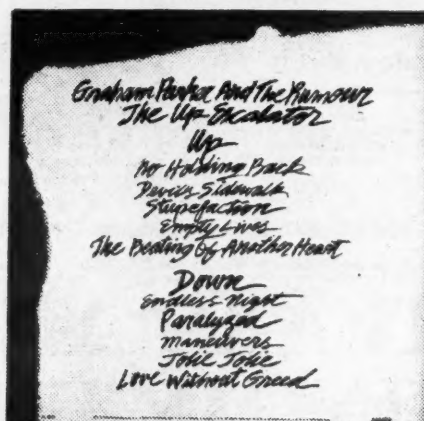 Graham Parker And The Rumour
The Up Escalator
Up
No Holding Back
Devil's Sidewalk
Stupefaction
Empty Lives
The Beating Of Another Heart
Down
Endless Night
Paralyzed
Maneuvers
Jolie Jolie
Love Without Greed